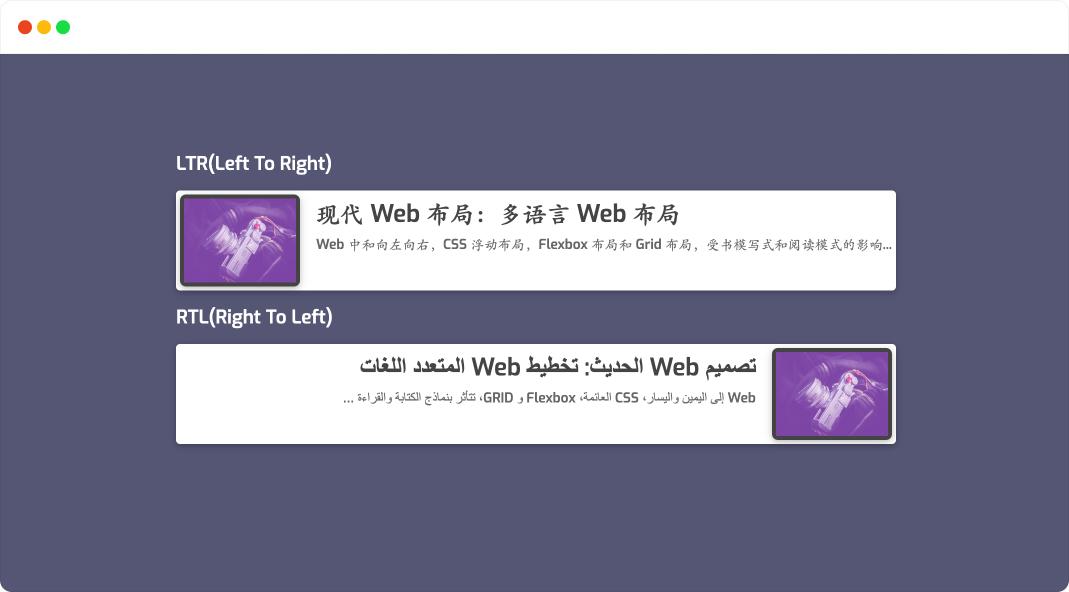 LTR(Left To Right)
现代 Web 布局：多语言 Web 布局
Web 中和向左向右，CSS 浮动布局，Flexbox 布局和 Grid 布局，受书模写式和阅读模式的影响...
RTL(Right To Left)
تصميم Web الحديث: تخطيط Web المتعدد اللغات
Web إلى اليمين واليسار، CSS العائمة، Flexbox و GRID، تتأثر بنماذج الكتابة والقراءة ...